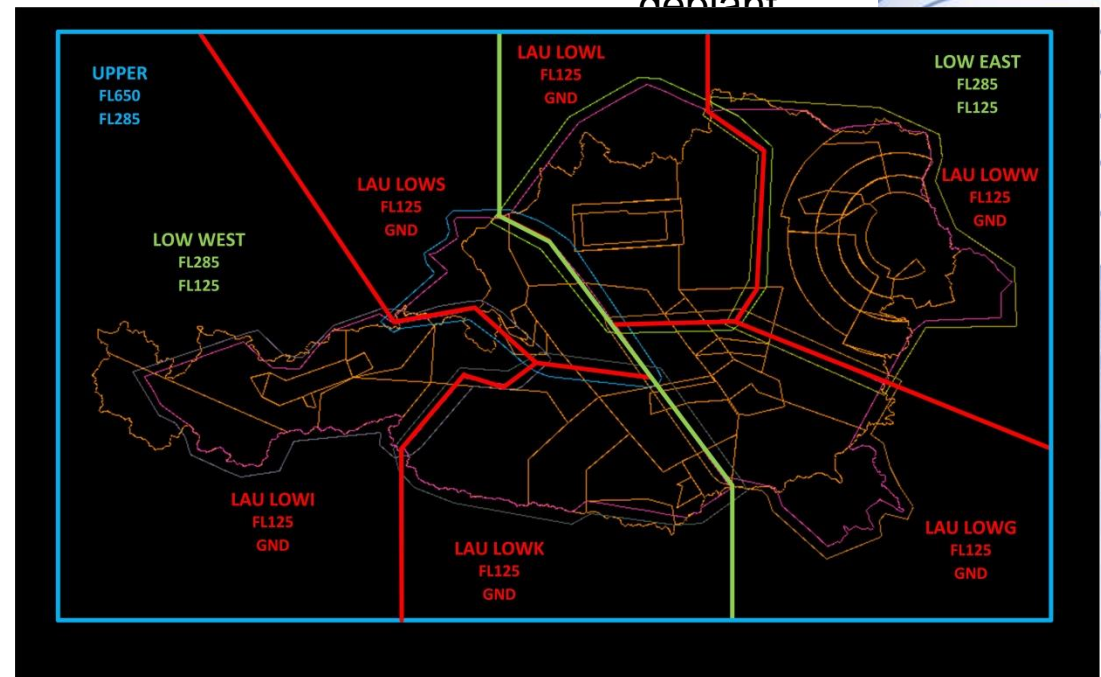 UPPER
FL650
FL285
LAU LOWL
FL125
GND
LOW EAST
FL285
FL125
LAU LOWS
FL125
GND
LAU LOWW
FL125
GND
LOW WEST
FL285
FL125
LAU LOWI
FL125
GND
LAU LOWK
FL125
GND
LAU LOWG
FL125
GND